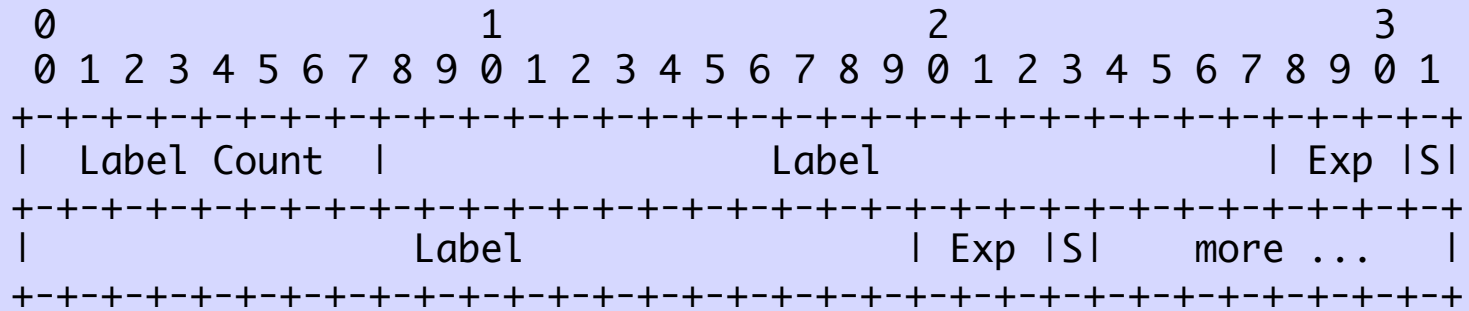 0                   1                   2                   3
 0 1 2 3 4 5 6 7 8 9 0 1 2 3 4 5 6 7 8 9 0 1 2 3 4 5 6 7 8 9 0 1
+-+-+-+-+-+-+-+-+-+-+-+-+-+-+-+-+-+-+-+-+-+-+-+-+-+-+-+-+-+-+-+-+
|  Label Count  |                 Label                 | Exp |S|
+-+-+-+-+-+-+-+-+-+-+-+-+-+-+-+-+-+-+-+-+-+-+-+-+-+-+-+-+-+-+-+-+
|                 Label                 | Exp |S|    more ...   |
+-+-+-+-+-+-+-+-+-+-+-+-+-+-+-+-+-+-+-+-+-+-+-+-+-+-+-+-+-+-+-+-+